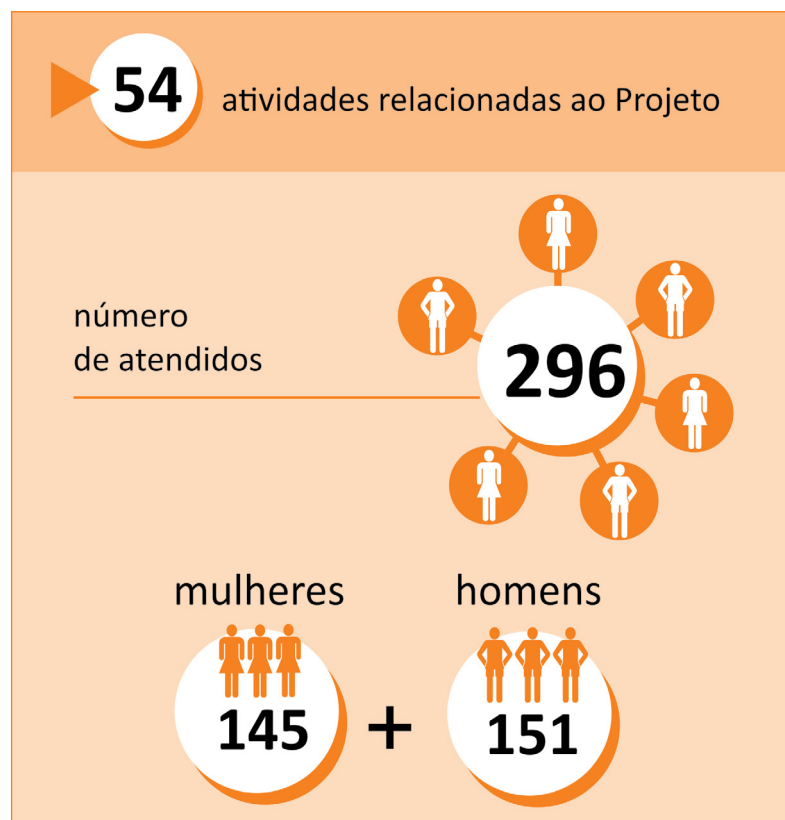 54 atividades relacionadas ao Projeto
número
de atendidos
296
mulheres homens
145 + 151